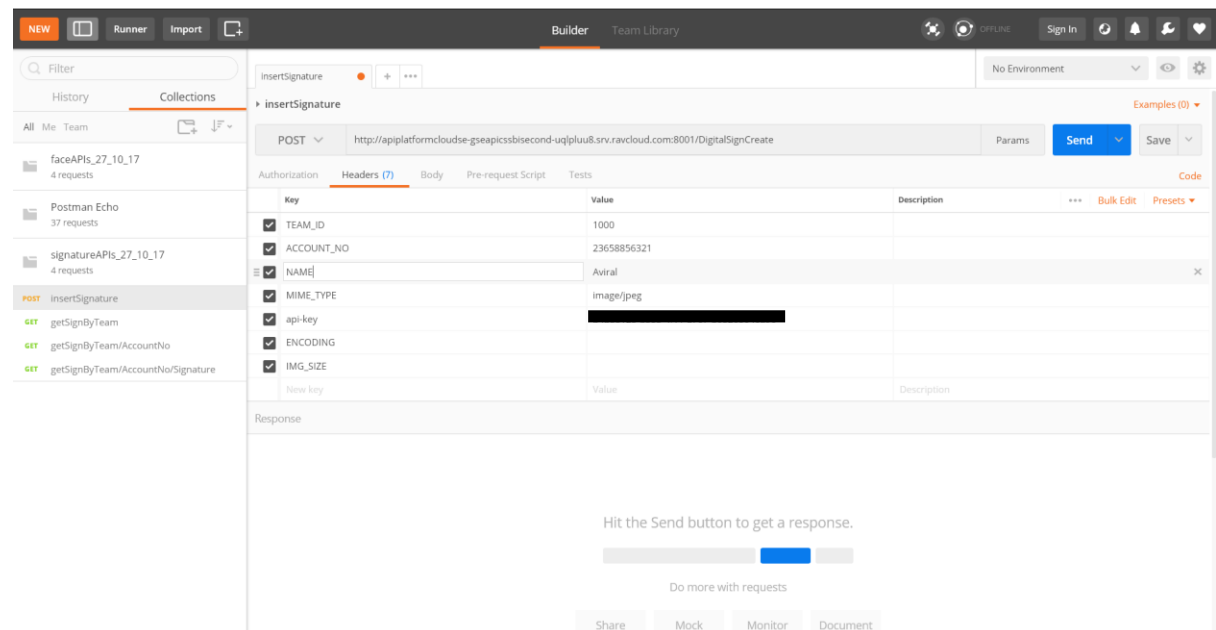 NEW Runner Import Builder Team Library OFFLINE Sign In
Filter
History Collections
All Me Team
faceAPIs_27_10_17
4 requests
Postman Echo
37 requests
signatureAPIs_27_10_17
4 requests
POST insertSignature
GET getSignByTeam
GET getSignByTeam/AccountNo
GET getSignByTeam/AccountNo/Signature
insertSignature + ••• No Environment
insertSignature Examples (0)
POST http://apiplatformcloudse-gseapicssbisecond-uqlpluu8.srv.ravcloud.com:8001/DigitalSignCreate Params Send Save
Authorization Headers (7) Body Pre-request Script Tests Code
Key Value Description ••• Bulk Edit Presets
TEAM_ID 1000
ACCOUNT_NO 23658856321
NAME Aviral
MIME_TYPE image/jpeg
api-key
ENCODING
IMG_SIZE
New key Value Description
Response
Hit the Send button to get a response.
Do more with requests
Share Mock Monitor Document